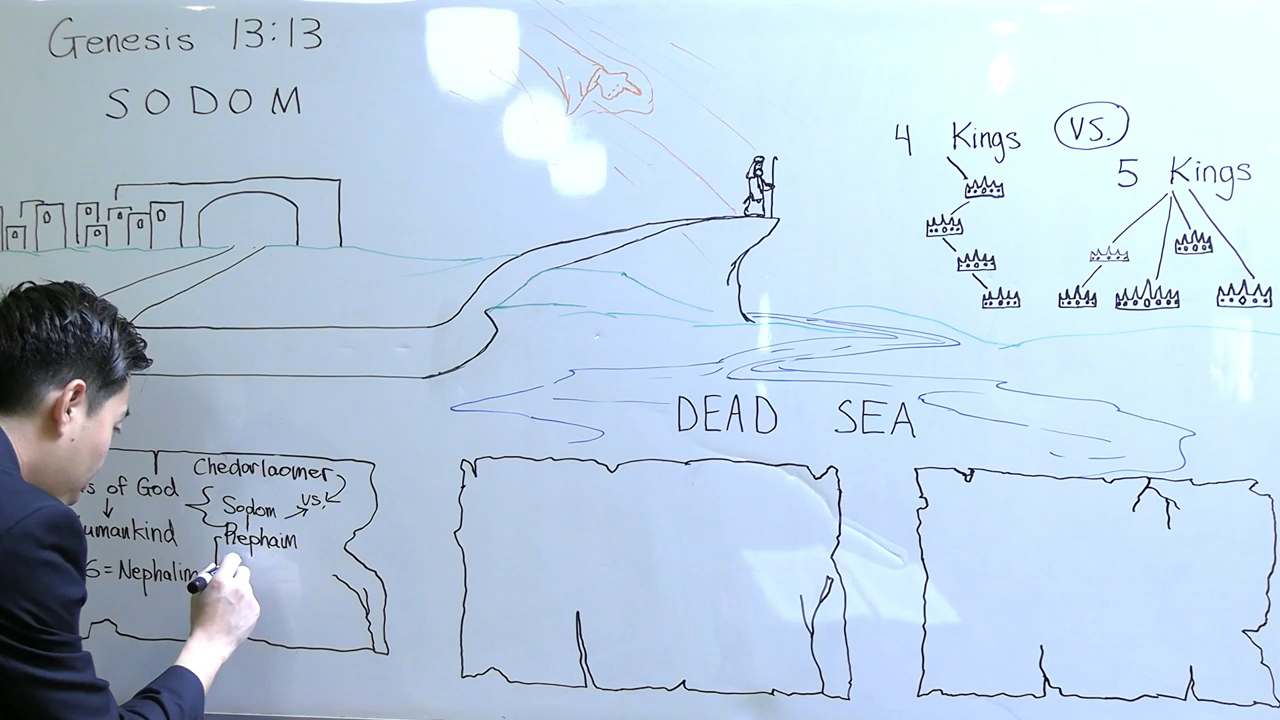 Genesis 13:13
SODOM
4 Kings VS.
5 Kings
DEAD SEA
Chedorlaomer
of God
Sodom vs.
umankind
Rephaim
6=Nephalim